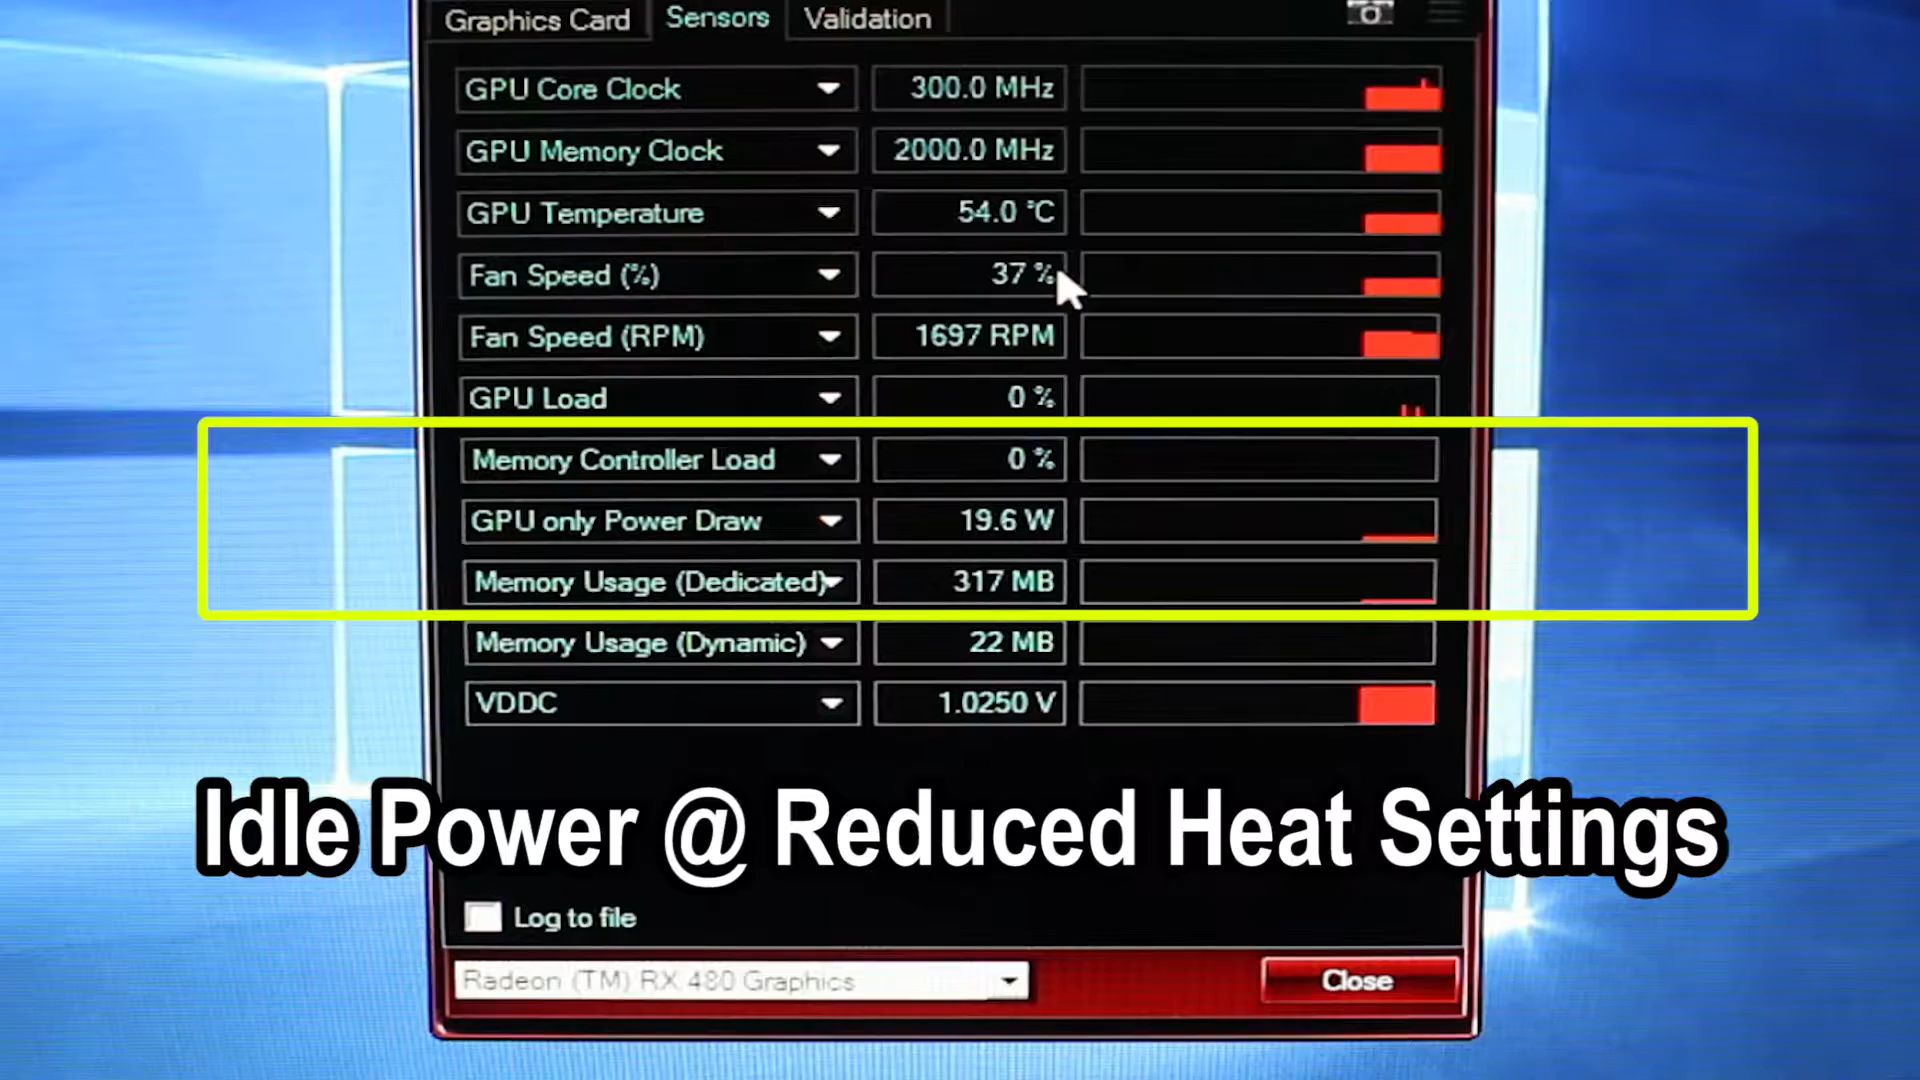 Graphics Card Sensors Validation
GPU Core Clock 300.0 MHz
GPU Memory Clock 2000.0 MHz
GPU Temperature 54.0 °C
Fan Speed (%) 37 %
Fan Speed (RPM) 1697 RPM
GPU Load 0 %
Memory Controller Load 0 %
GPU only Power Draw 19.6 W
Memory Usage (Dedicated) 317 MB
Memory Usage (Dynamic) 22 MB
VDDC 1.0250 V
Idle Power @ Reduced Heat Settings
Log to file
Radeon (TM) RX 480 Graphics Close